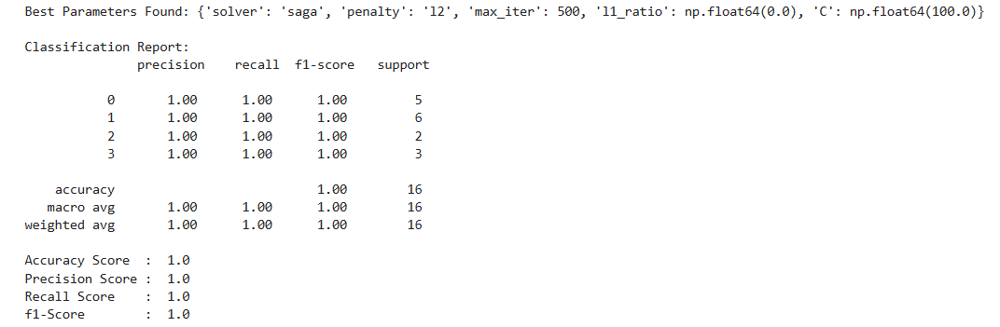 Best Parameters Found: {'solver': 'saga', 'penalty': 'l2', 'max_iter': 500, 'l1_ratio': np.float64(0.0), 'C': np.float64(100.0)}
Classification Report:
precision recall f1-score support
0 1.00 1.00 1.00 5
1 1.00 1.00 1.00 6
2 1.00 1.00 1.00 2
3 1.00 1.00 1.00 3
accuracy 1.00 16
macro avg 1.00 1.00 1.00 16
weighted avg 1.00 1.00 1.00 16
Accuracy Score : 1.0
Precision Score : 1.0
Recall Score : 1.0
f1-Score : 1.0